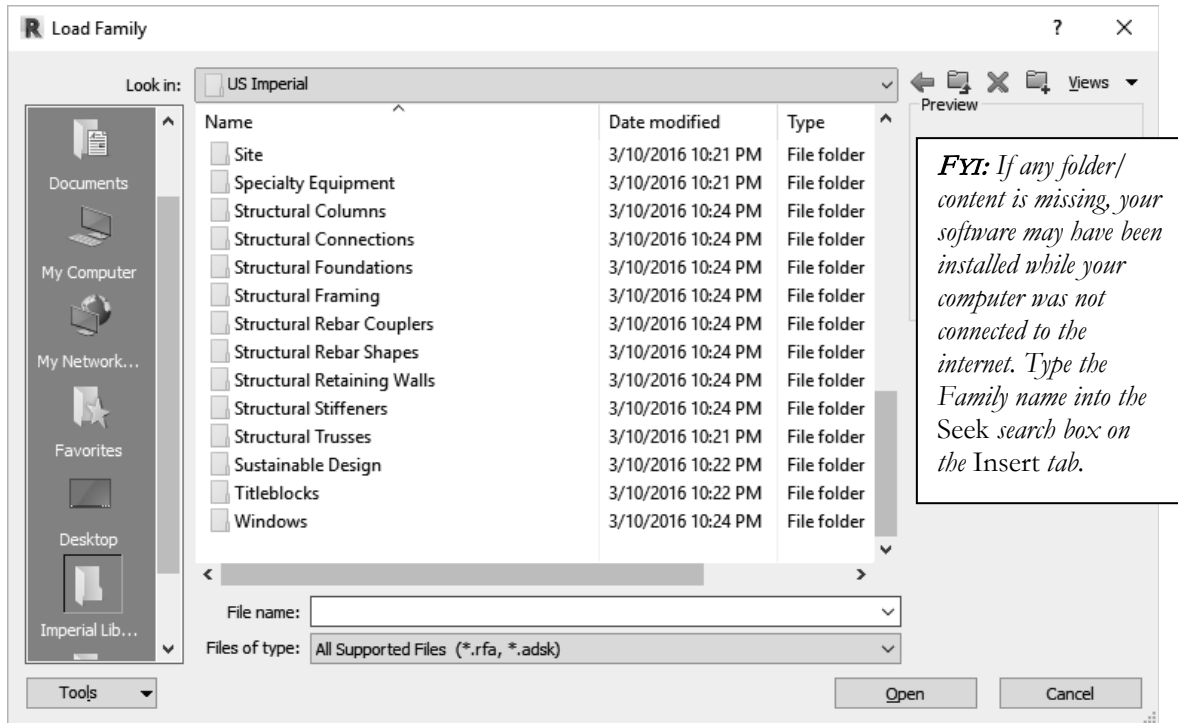 R Load Family ? ×
Look in: US Imperial Views
Preview
Name Date modified Type
Site 3/10/2016 10:21 PM File folder
Specialty Equipment 3/10/2016 10:21 PM File folder
Structural Columns 3/10/2016 10:24 PM File folder
Structural Connections 3/10/2016 10:24 PM File folder
Structural Foundations 3/10/2016 10:24 PM File folder
Structural Framing 3/10/2016 10:24 PM File folder
Structural Rebar Couplers 3/10/2016 10:24 PM File folder
Structural Rebar Shapes 3/10/2016 10:24 PM File folder
Structural Retaining Walls 3/10/2016 10:24 PM File folder
Structural Stiffeners 3/10/2016 10:24 PM File folder
Structural Trusses 3/10/2016 10:21 PM File folder
Sustainable Design 3/10/2016 10:22 PM File folder
Titleblocks 3/10/2016 10:22 PM File folder
Windows 3/10/2016 10:24 PM File folder
Documents
My Computer
My Network...
Favorites
Desktop
Imperial Lib...
FYI: If any folder/
content is missing, your
software may have been
installed while your
computer was not
connected to the
internet. Type the
Family name into the
Seek search box on
the Insert tab.
File name:
Files of type: All Supported Files (*.rfa, *.adsk)
Tools Open Cancel